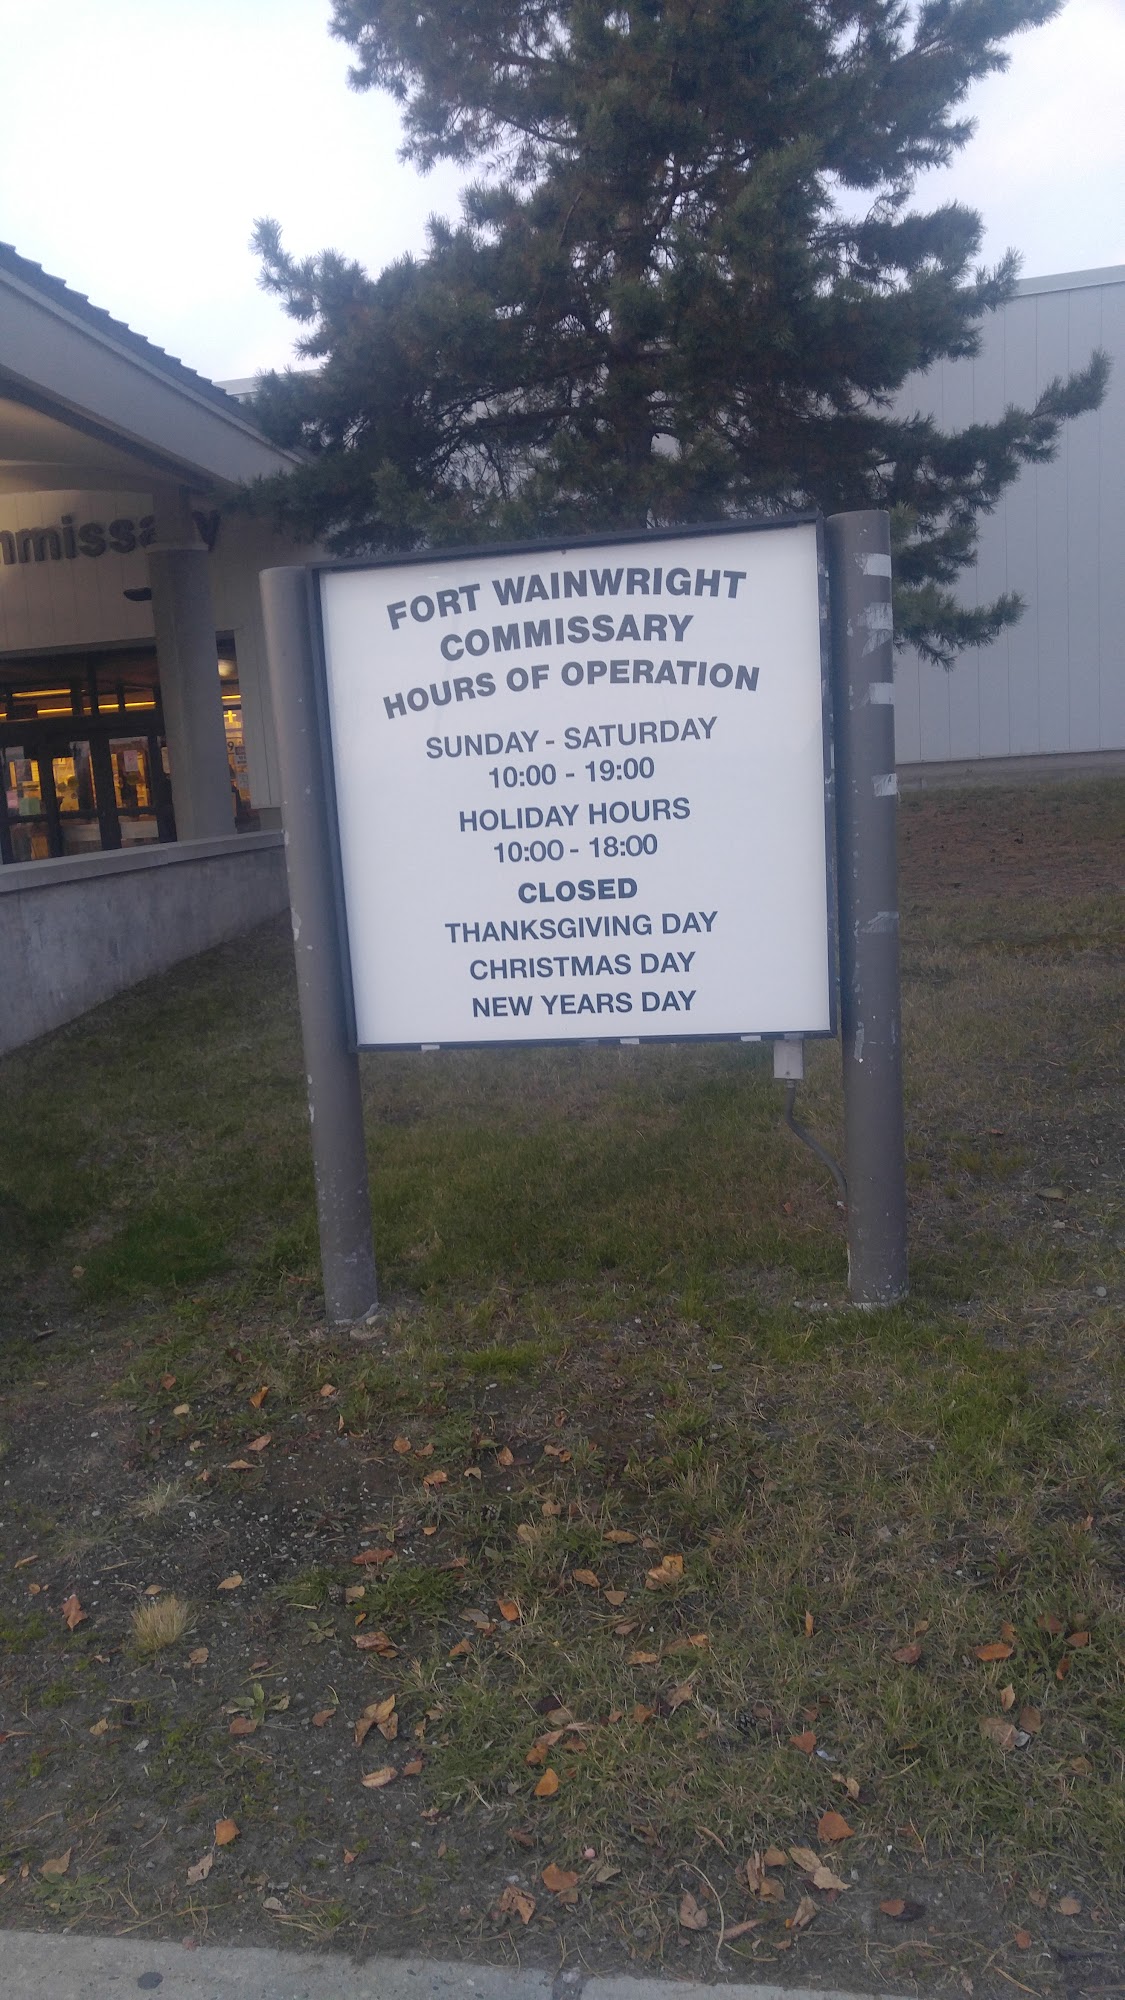 mmissary
FORT WAINWRIGHT
COMMISSARY
HOURS OF OPERATION
SUNDAY - SATURDAY
10:00 - 19:00
HOLIDAY HOURS
10:00 - 18:00
CLOSED
THANKSGIVING DAY
CHRISTMAS DAY
NEW YEARS DAY